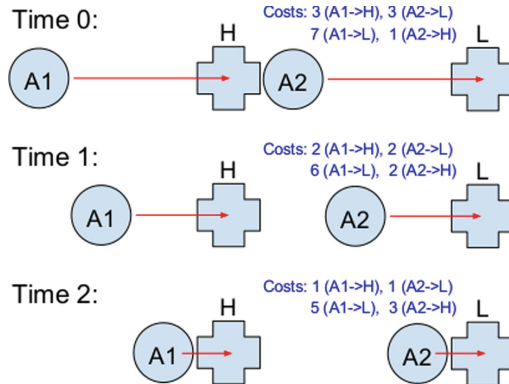 Time 0:
Costs: 3 (A1->H), 3 (A2->L)
7 (A1->L), 1 (A2->H)
H
L
A1
A2
Time 1:
Costs: 2 (A1->H), 2 (A2->L)
6 (A1->L), 2 (A2->H)
H
L
A1
A2
Time 2:
Costs: 1 (A1->H), 1 (A2->L)
5 (A1->L), 3 (A2->H)
H
L
A1
A2